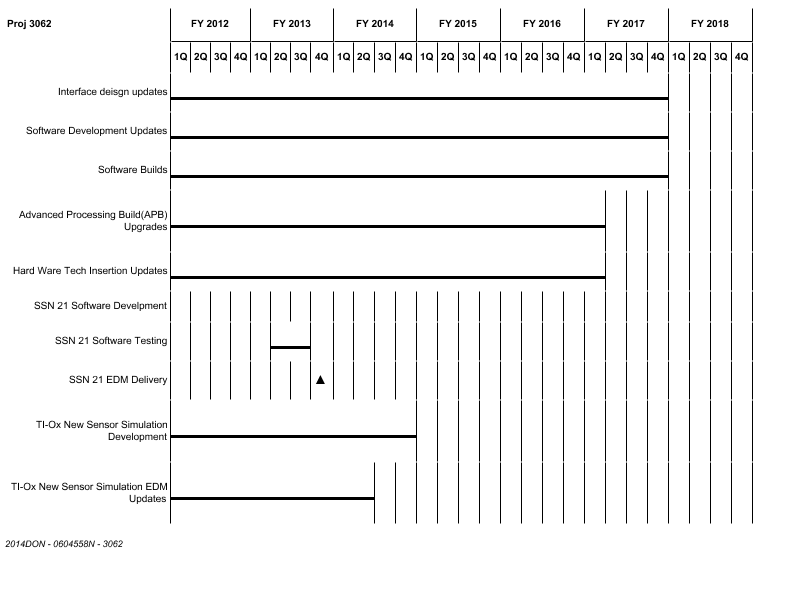 Proj 3062
FY 2012 FY 2013 FY 2014 FY 2015 FY 2016 FY 2017 FY 2018
1Q 2Q 3Q 4Q 1Q 2Q 3Q 4Q 1Q 2Q 3Q 4Q 1Q 2Q 3Q 4Q 1Q 2Q 3Q 4Q 1Q 2Q 3Q 4Q 1Q 2Q 3Q 4Q
Interface deisgn updates
Software Development Updates
Software Builds
Advanced Processing Build(APB)
Upgrades
Hard Ware Tech Insertion Updates
SSN 21 Software Develpment
SSN 21 Software Testing
SSN 21 EDM Delivery
TI-Ox New Sensor Simulation
Development
TI-Ox New Sensor Simulation EDM
Updates
2014DON - 0604558N - 3062